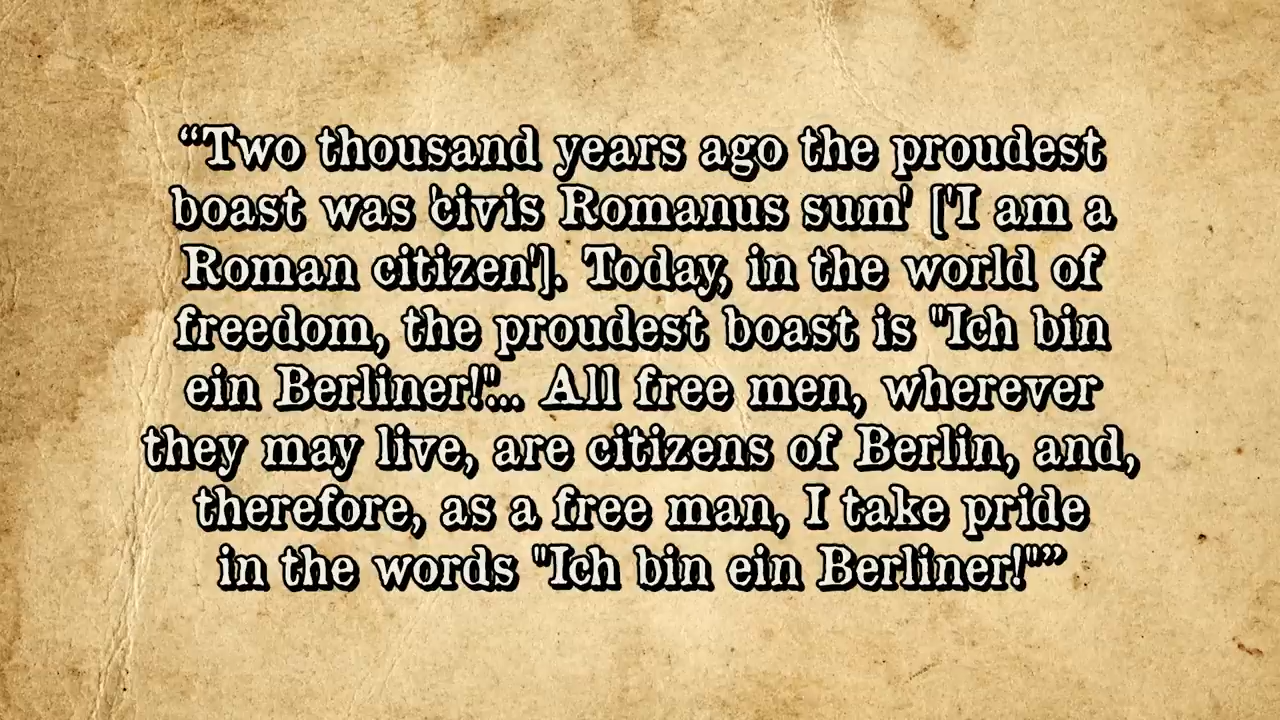 “Two thousand years ago the proudest
boast was 'civis Romanus sum' ['I am a
Roman citizen']. Today, in the world of
freedom, the proudest boast is "Ich bin
ein Berliner!"... All free men, wherever
they may live, are citizens of Berlin, and,
therefore, as a free man, I take pride
in the words "Ich bin ein Berliner!"”